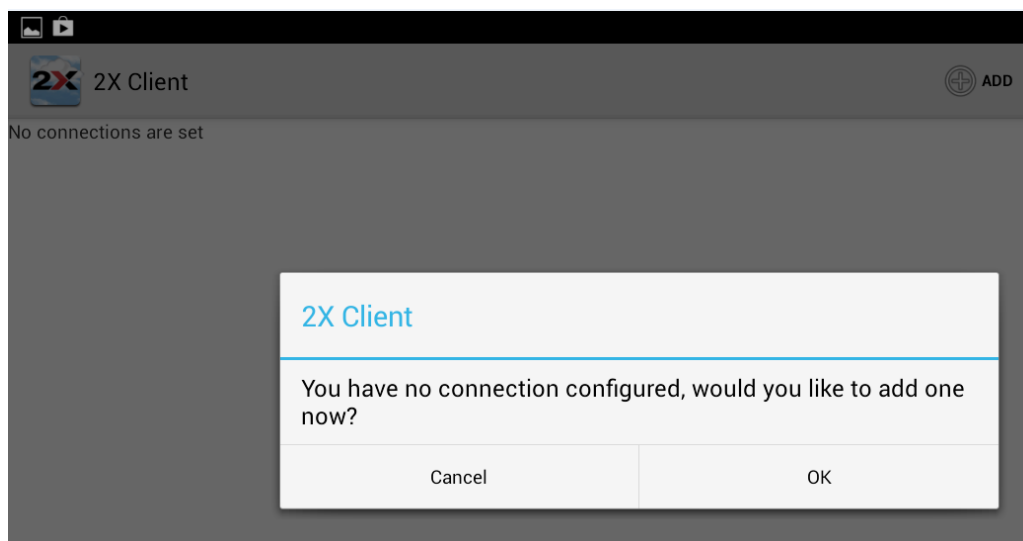 2X 2X Client ADD
No connections are set
2X Client
You have no connection configured, would you like to add one
now?
Cancel OK